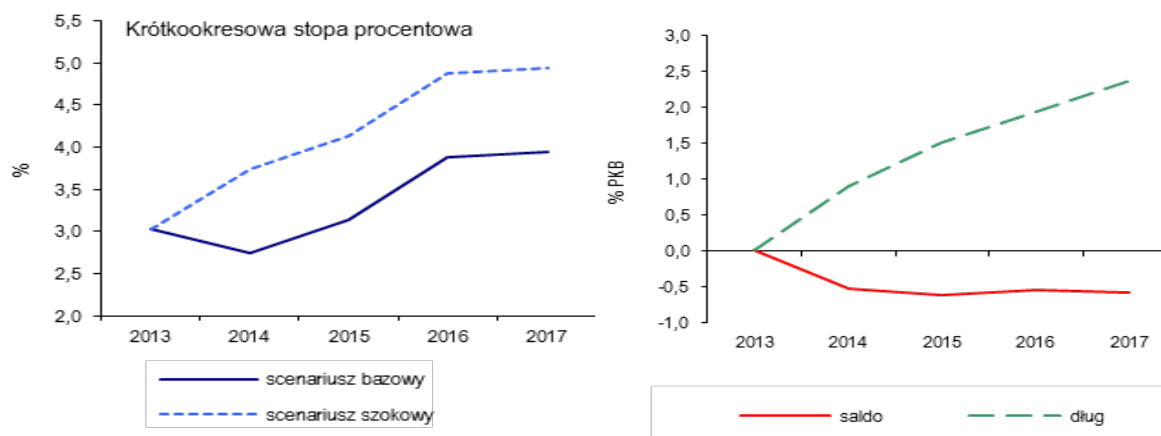 Krótkookresowa stopa procentowa
%
5,5
5,0
4,5
4,0
3,5
3,0
2,5
2,0
2013 2014 2015 2016 2017
scenariusz bazowy
scenariusz szokowy
% PKB
3,0
2,5
2,0
1,5
1,0
0,5
0,0
-0,5
-1,0
2013 2014 2015 2016 2017
saldo dług